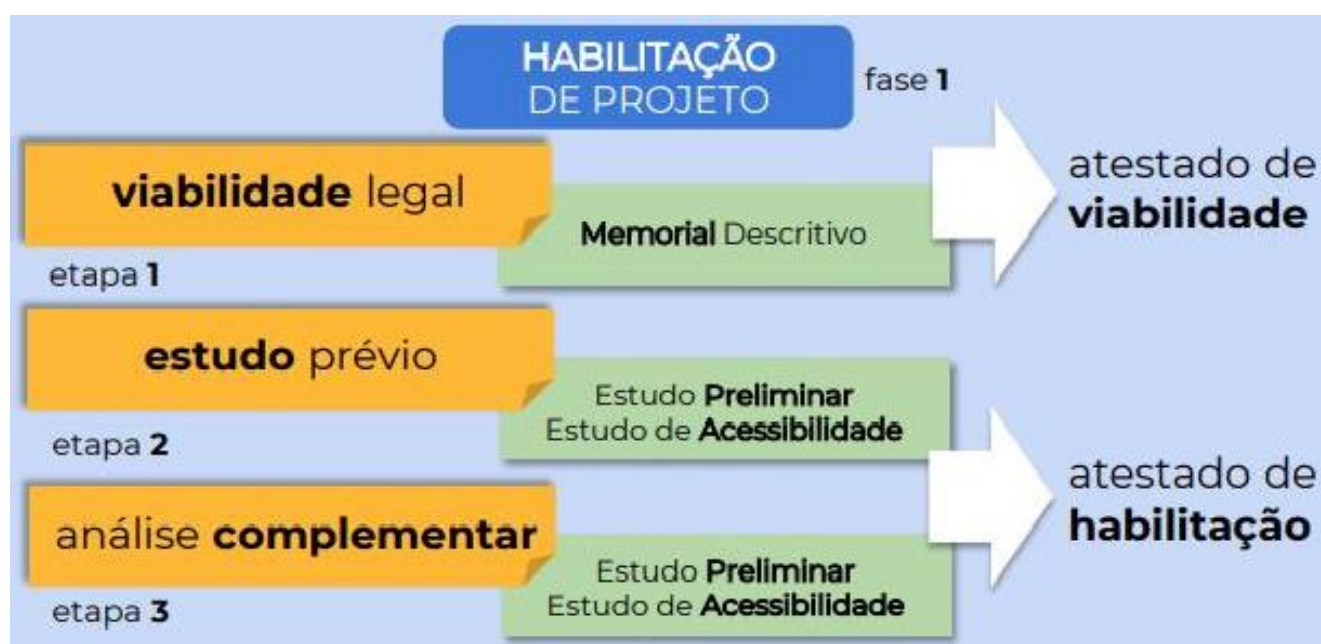 HABILITAÇÃO
DE PROJETO
fase 1
viabilidade legal
etapa 1
Memorial Descritivo
atestado de
viabilidade
estudo prévio
etapa 2
Estudo Preliminar
Estudo de Acessibilidade
análise complementar
etapa 3
Estudo Preliminar
Estudo de Acessibilidade
atestado de
habilitação